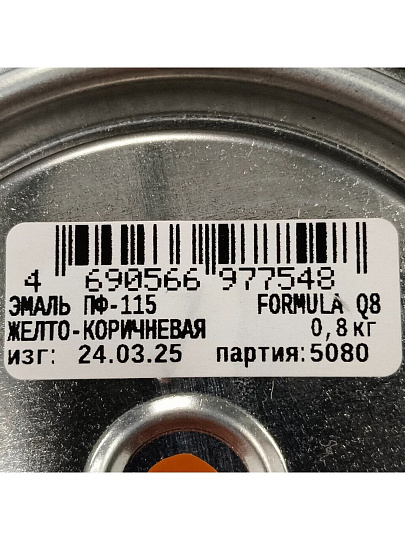 4 690566 977548
ЭМАЛЬ ПФ-115 FORMULA Q8
ЖЕЛТО-КОРИЧНЕВАЯ 0,8 кг
изг: 24.03.25 партия:5080